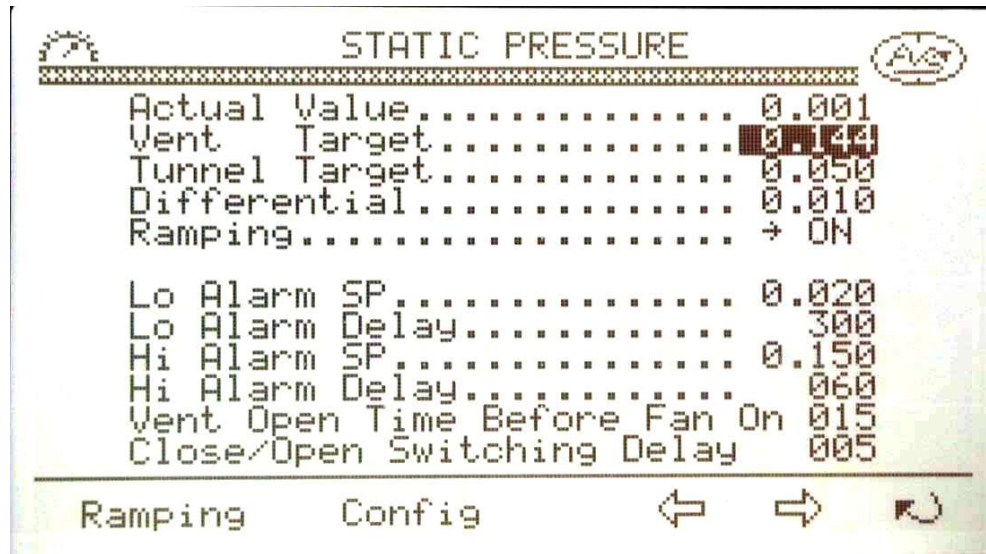 STATIC PRESSURE
Actual Value.............. 0.001
Vent Target............. 0.144
Tunnel Target............. 0.050
Differential.............. 0.010
Ramping................... → ON
Lo Alarm SP............... 0.020
Lo Alarm Delay............ 300
Hi Alarm SP............... 0.150
Hi Alarm Delay............ 060
Vent Open Time Before Fan On 015
Close/Open Switching Delay 005
Ramping Config